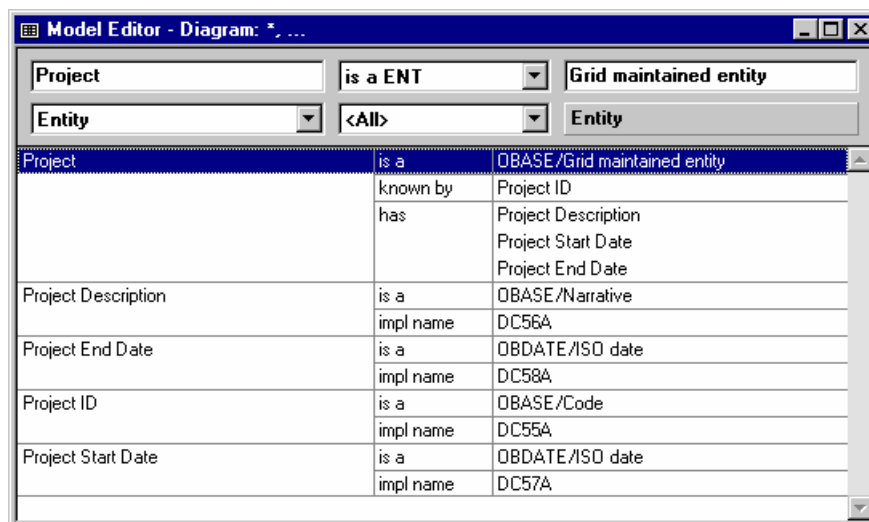 Model Editor - Diagram: *, ...
Project is a ENT Grid maintained entity
Entity <All> Entity
Project is a OBASE/Grid maintained entity
known by Project ID
has Project Description
Project Start Date
Project End Date
Project Description is a OBASE/Narrative
impl name DC56A
Project End Date is a OBDATE/ISO date
impl name DC58A
Project ID is a OBASE/Code
impl name DC55A
Project Start Date is a OBDATE/ISO date
impl name DC57A